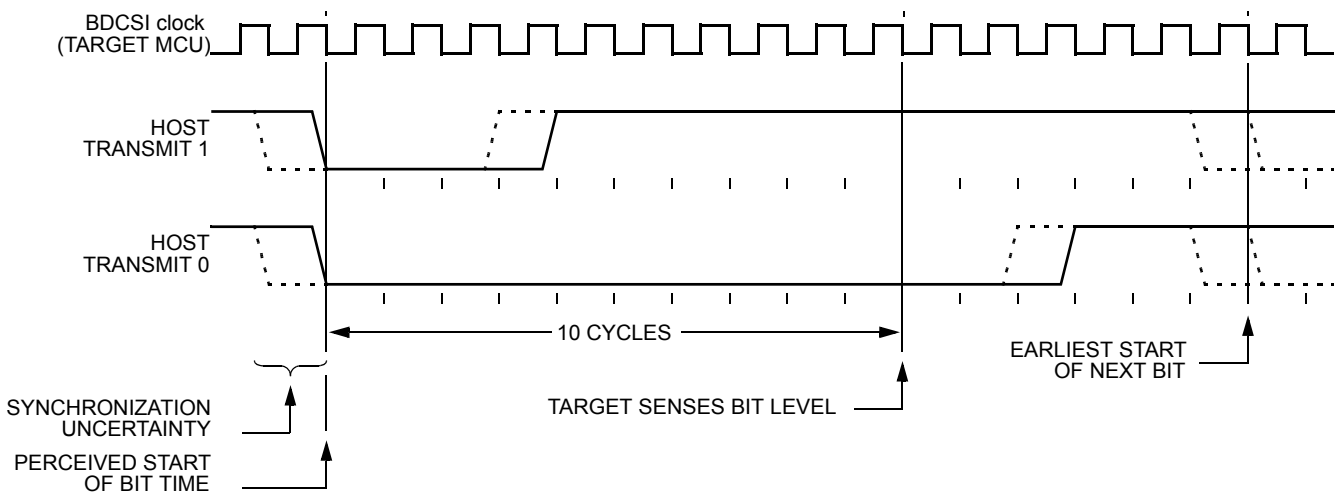 BDCSI clock
(TARGET MCU)
HOST
TRANSMIT 1
HOST
TRANSMIT 0
10 CYCLES
EARLIEST START
OF NEXT BIT
SYNCHRONIZATION
UNCERTAINTY
TARGET SENSES BIT LEVEL
PERCEIVED START
OF BIT TIME